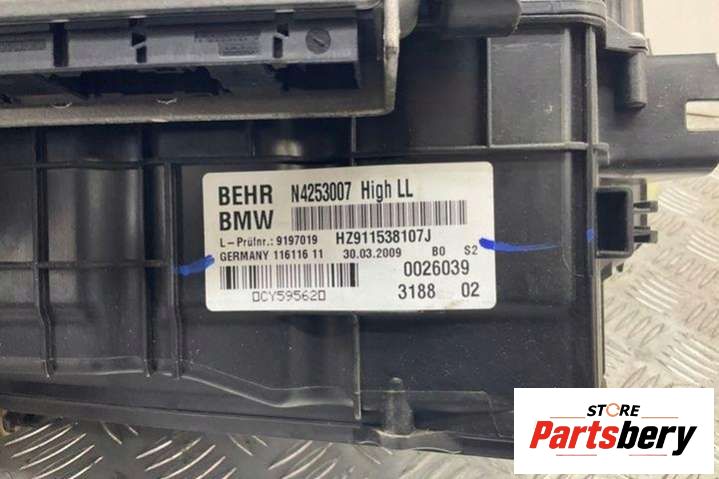 BEHR N4253007 High LL
BMW
L-Prüfnr.: 9197019 HZ911538107J
GERMANY 116116 11 30.03.2009 B0 S2
0026039
0CY595620
3188 02
STORE
Partsbery